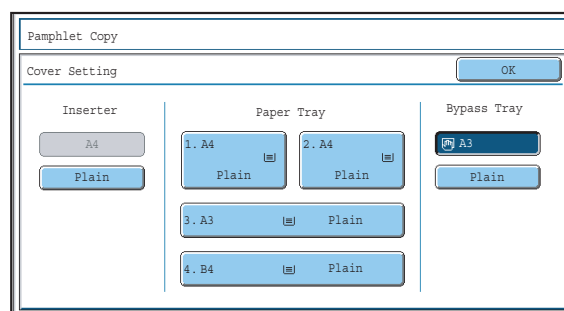 Pamphlet Copy
Cover Setting
OK
Inserter
Paper Tray
Bypass Tray
A4
Plain
1. A4
Plain
2. A4
Plain
3. A3 Plain
4. B4 Plain
A3
Plain